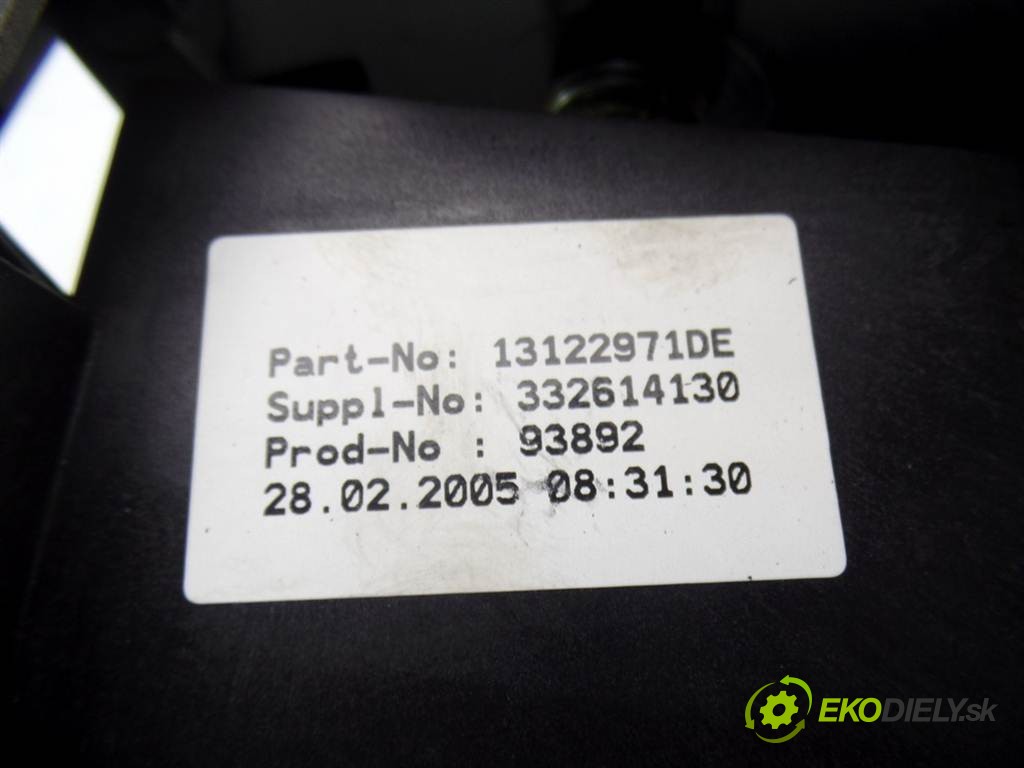 Part-No: 13122971DE
Suppl-No: 332614130
Prod-No : 93892
28.02.2005 08:31:30
EKODIELY.sk